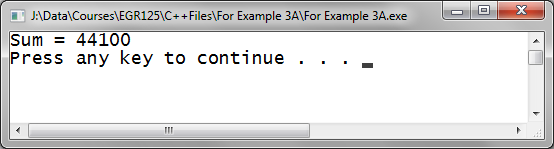 J:\Data\Courses\EGR125\C++Files\For Example 3A\For Example 3A.exe
Sum = 44100
Press any key to continue . . .